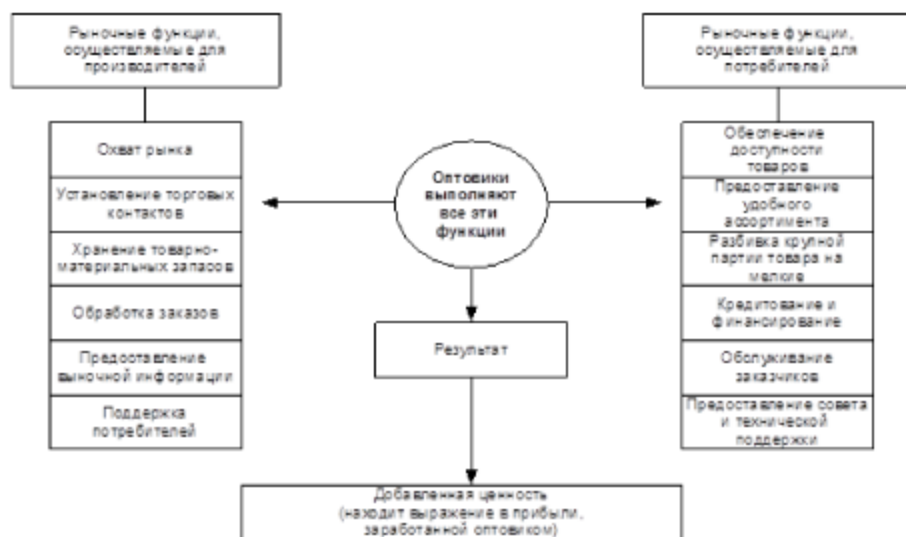 Рыночные функции,
осуществляемые для
производителей
Охват рынка
Установление торговых
контактов
Хранение товарно-
материальных запасов
Обработка заказов
Предоставление
выночной информации
Поддержка
потребителей
Оптовики
выполняют
все эти
функции
Результат
Добавленная ценность
(находит выражение в прибыли,
заработанной оптовиком)
Рыночные функции,
осуществляемые для
потребителей
Обеспечение
доступности
товаров
Предоставление
удобного
ассортимента
Разбивка крупной
партии товара на
мелкие
Кредитование и
финансирование
Обслуживание
заказчиков
Предоставление совета
и технической
поддержки